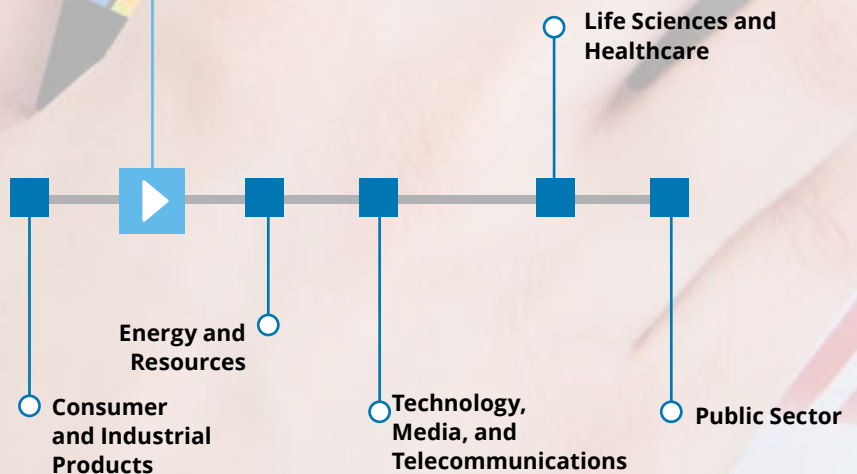 Life Sciences and
Healthcare
Energy and
Resources
Consumer
and Industrial
Products
Technology,
Media, and
Telecommunications
Public Sector